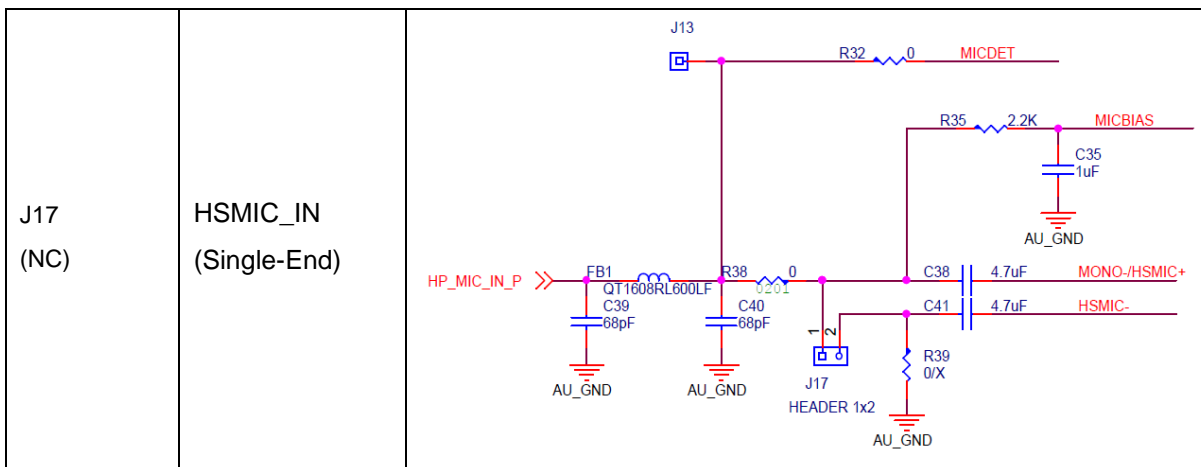 J17
(NC)
HSMIC_IN
(Single-End)
J13
R32 0 MICDET
R35 2.2K MICBIAS
C35
1uF
AU_GND
HP_MIC_IN_P FB1 R38 0 C38 4.7uF MONO-/HSMIC+
QT1608RL600LF 0201
C39
68pF
C40
68pF
C41 4.7uF HSMIC-
1 2
R39
0/X
J17
AU_GND
AU_GND
HEADER 1x2
AU_GND